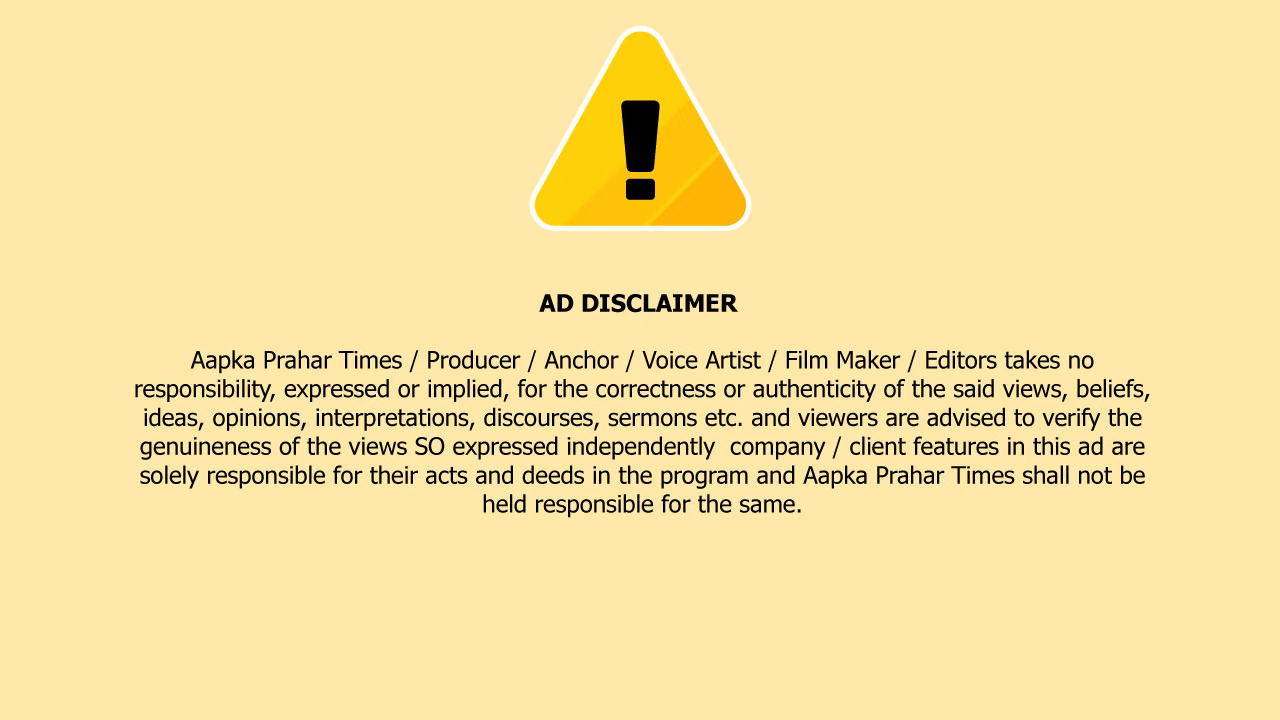 AD DISCLAIMER
Aapka Prahar Times / Producer / Anchor / Voice Artist / Film Maker / Editors takes no
responsibility, expressed or implied, for the correctness or authenticity of the said views, beliefs,
ideas, opinions, interpretations, discourses, sermons etc. and viewers are advised to verify the
genuineness of the views SO expressed independently  company / client features in this ad are
solely responsible for their acts and deeds in the program and Aapka Prahar Times shall not be
held responsible for the same.